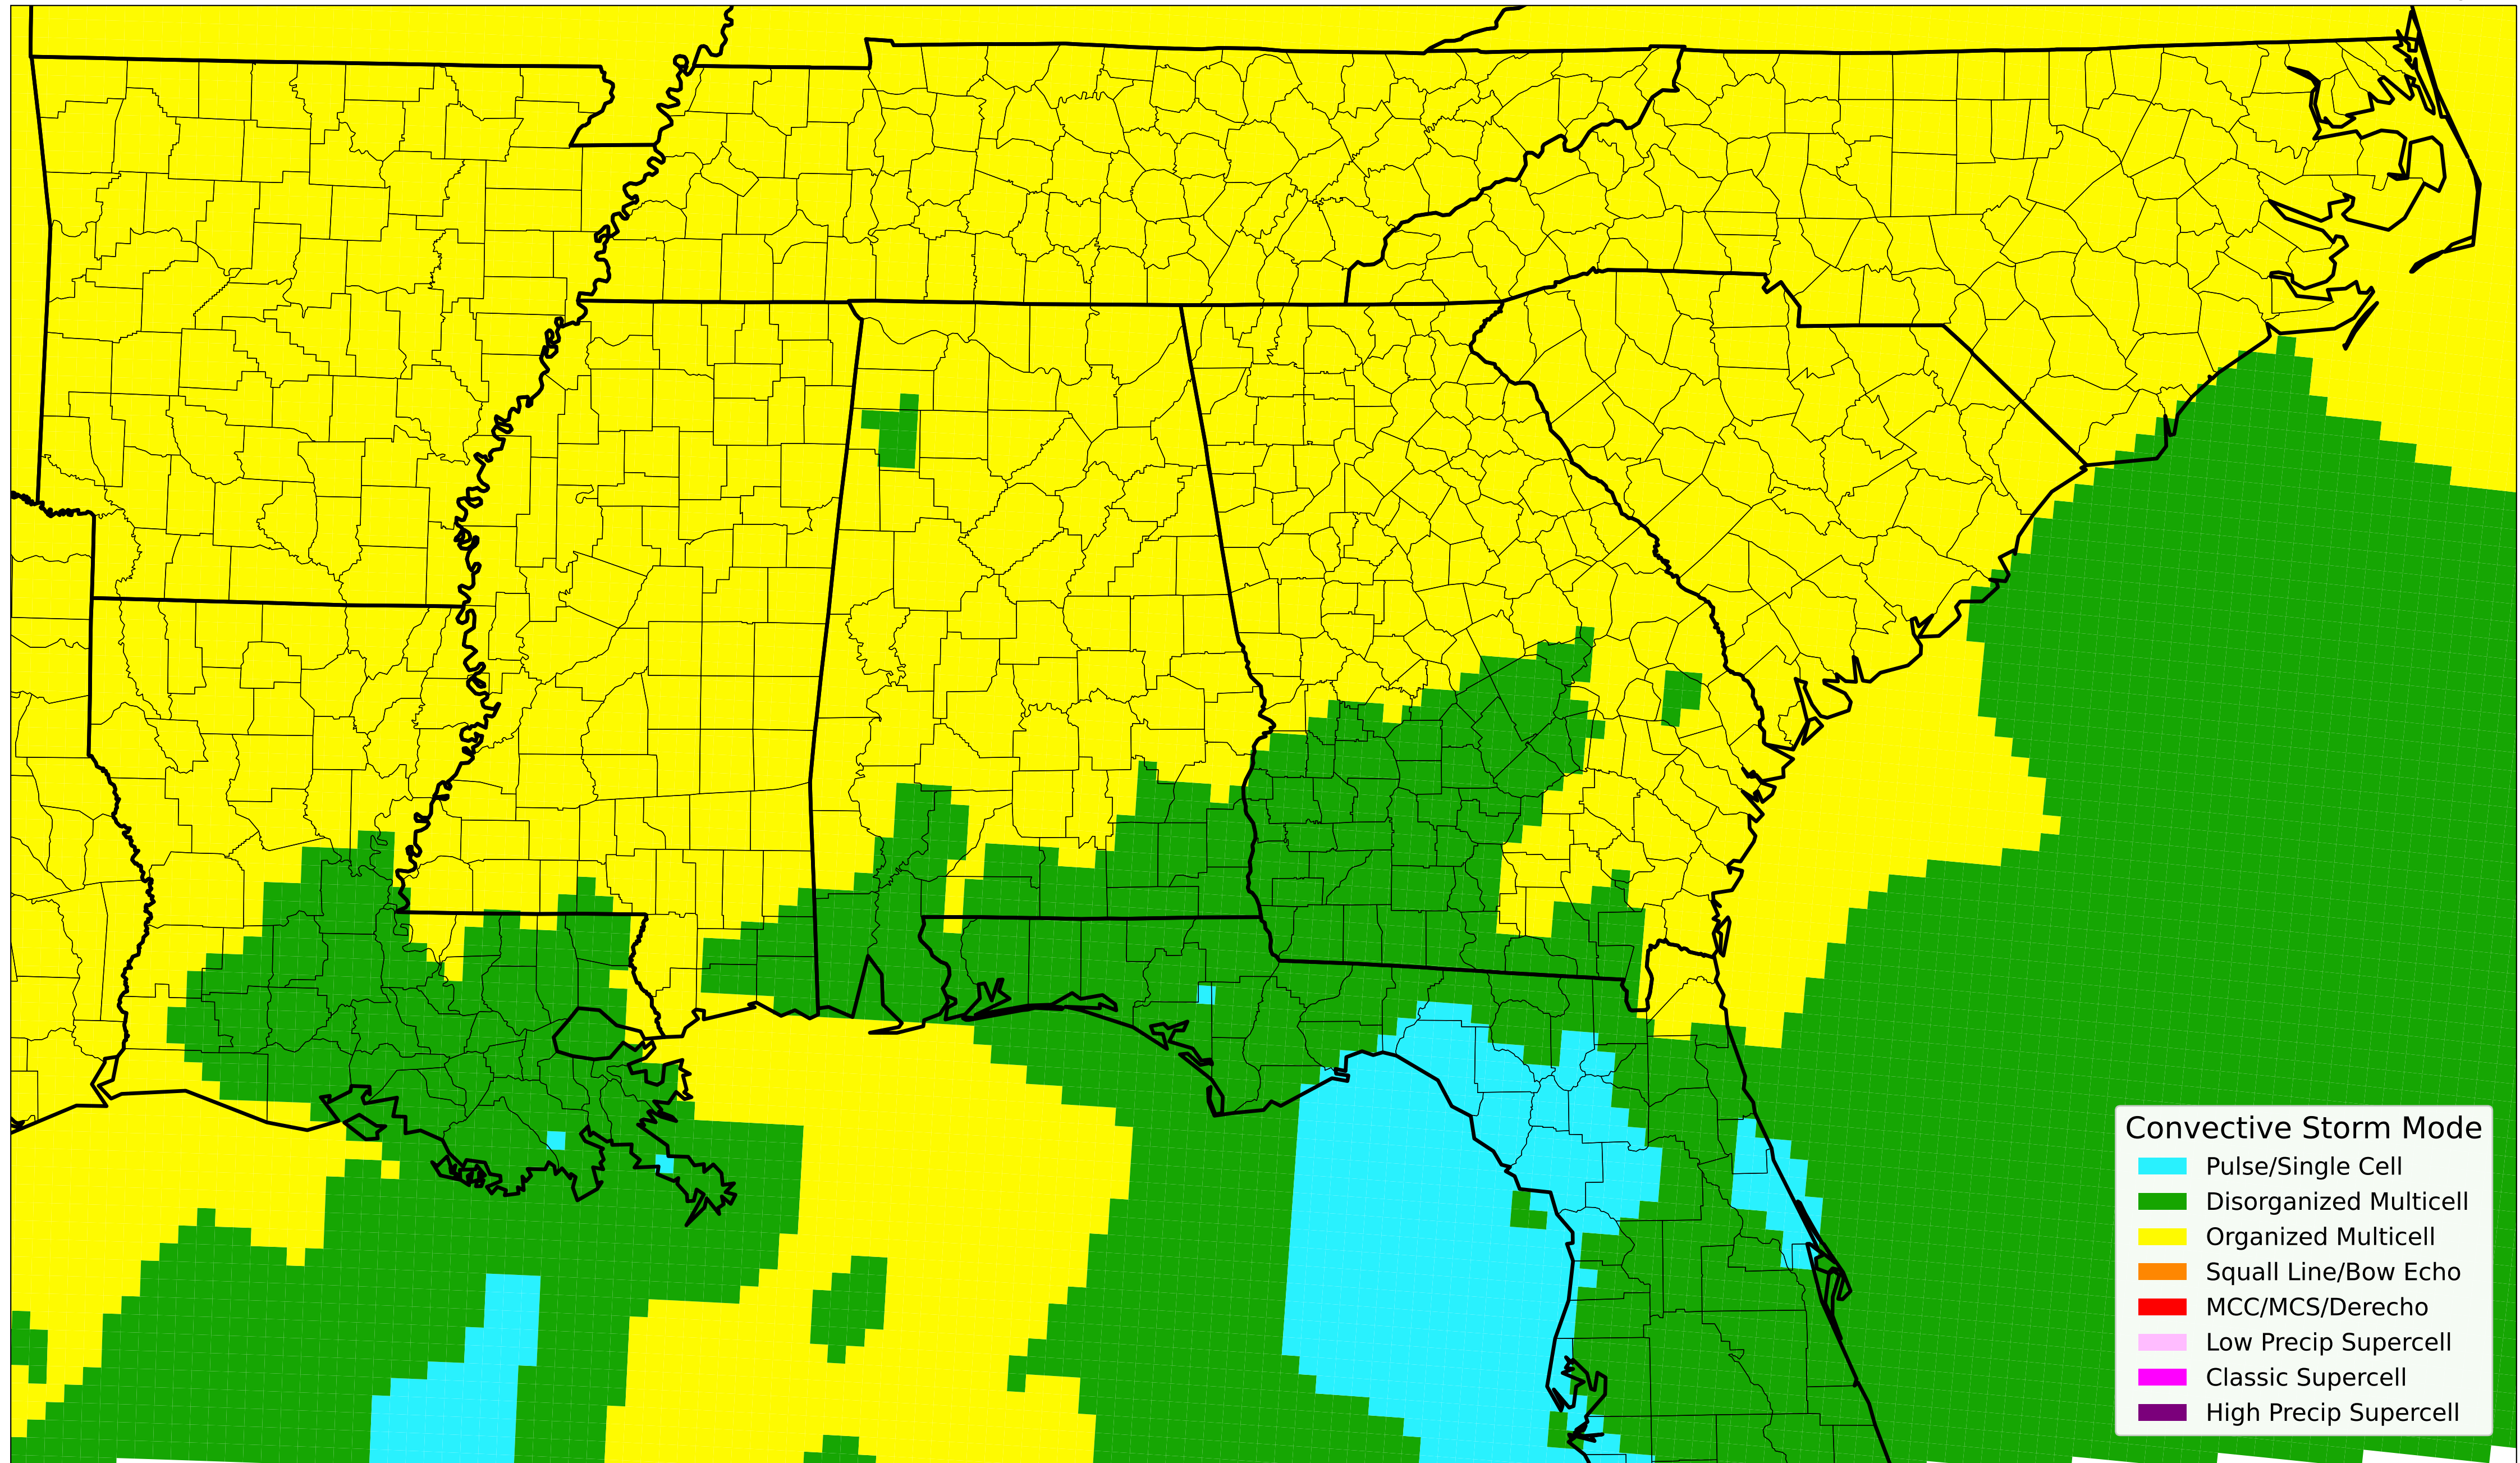 Convective Storm Mode
Pulse/Single Cell
Disorganized Multicell
Organized Multicell
Squall Line/Bow Echo
MCC/MCS/Derecho
Low Precip Supercell
Classic Supercell
High Precip Supercell